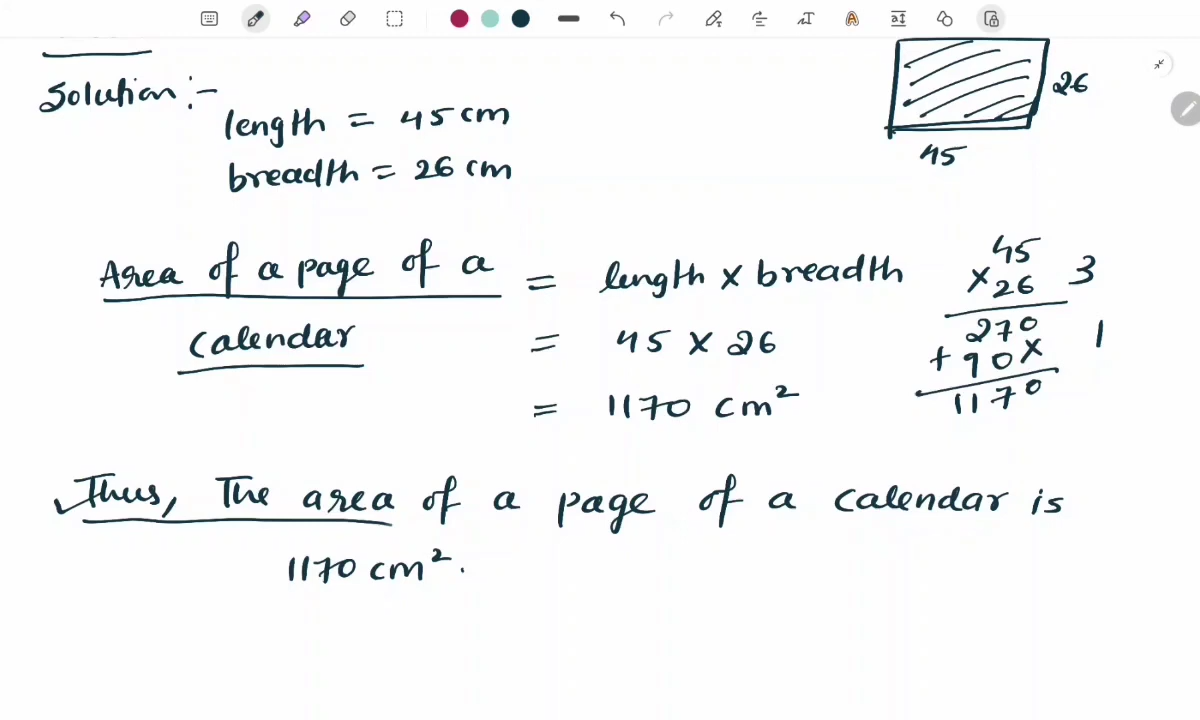 Solution :-
26
length = 45 cm
45
breadth = 26 cm
Area of a page of a = length x breadth
calendar = 45 x 26
= 1170 cm²
45
x 26 3
270 1
+ 90x
1170
Thus, The area of a page of a calendar is
1170 cm².